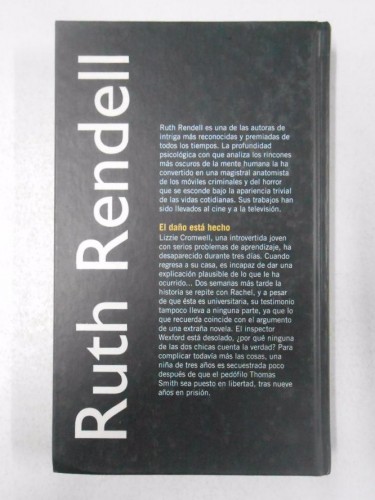 Ruth Rendell
Ruth Rendell es una de las autoras de
intriga más reconocidas y premiadas de
todos los tiempos. La profundidad
psicológica con que analiza los rincones
más oscuros de la mente humana la ha
convertido en una magistral anatomista
de los móviles criminales y del horror
que se esconde bajo la apariencia trivial
de las vidas cotidianas. Sus trabajos han
sido llevados al cine y a la televisión.
El daño está hecho
Lizzie Cromwell, una introvertida joven
con serios problemas de aprendizaje, ha
desaparecido durante tres días. Cuando
regresa a su casa, es incapaz de dar una
explicación plausible de lo que le ha
ocurrido... Dos semanas más tarde la
historia se repite con Rachel, y a pesar
de que ésta es universitaria, su testimonio
tampoco lleva a ninguna parte, ya que lo
que recuerda coincide con el argumento
de una extraña novela. El inspector
Wexford está desolado, ¿por qué ninguna
de las dos chicas cuenta la verdad? Para
complicar todavía más las cosas, una
niña de tres años es secuestrada poco
después de que el pedófilo Thomas
Smith sea puesto en libertad, tras nueve
años en prisión.